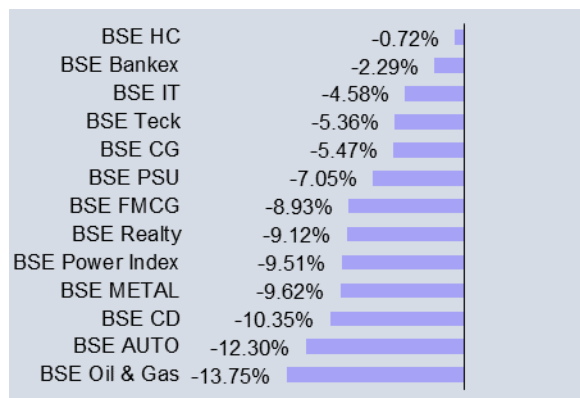 BSE HC -0.72%
BSE Bankex -2.29%
BSE IT -4.58%
BSE Teck -5.36%
BSE CG -5.47%
BSE PSU -7.05%
BSE FMCG -8.93%
BSE Realty -9.12%
BSE Power Index -9.51%
BSE METAL -9.62%
BSE CD -10.35%
BSE AUTO -12.30%
BSE Oil & Gas -13.75%